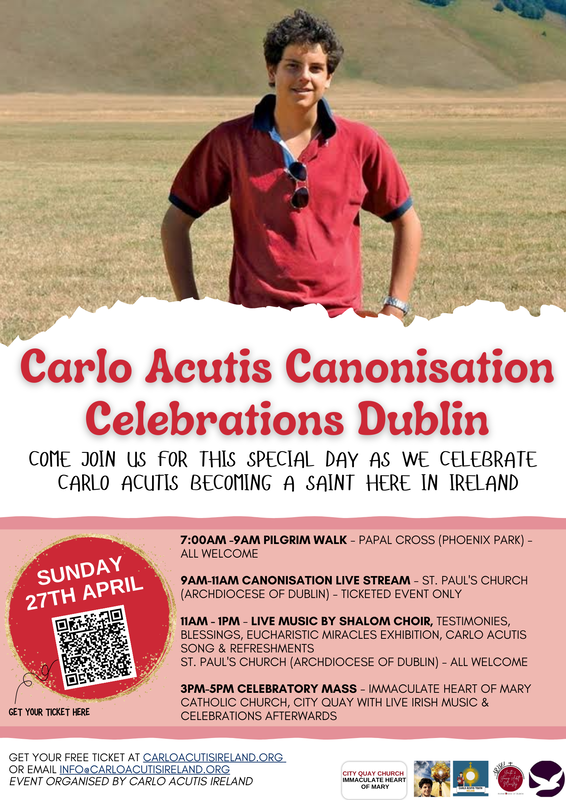 Carlo Acutis Canonisation
Celebrations Dublin
COME JOIN US FOR THIS SPECIAL DAY AS WE CELEBRATE
CARLO ACUTIS BECOMING A SAINT HERE IN IRELAND
SUNDAY
27TH APRIL
GET YOUR TICKET HERE
7:00AM -9AM PILGRIM WALK - PAPAL CROSS (PHOENIX PARK) -
ALL WELCOME
9AM-11AM CANONISATION LIVE STREAM - ST. PAUL'S CHURCH
(ARCHDIOCESE OF DUBLIN) - TICKETED EVENT ONLY
11AM - 1PM - LIVE MUSIC BY SHALOM CHOIR, TESTIMONIES,
BLESSINGS, EUCHARISTIC MIRACLES EXHIBITION, CARLO ACUTIS
SONG & REFRESHMENTS
ST. PAUL'S CHURCH (ARCHDIOCESE OF DUBLIN) - ALL WELCOME
3PM-5PM CELEBRATORY MASS - IMMACULATE HEART OF MARY
CATHOLIC CHURCH, CITY QUAY WITH LIVE IRISH MUSIC &
CELEBRATIONS AFTERWARDS
GET YOUR FREE TICKET AT CARLOACUTISIRELAND.ORG
OR EMAIL INFO@CARLOACUTISIRELAND.ORG
EVENT ORGANISED BY CARLO ACUTIS IRELAND
CITY QUAY CHURCH
IMMACULATE HEART
OF MARY